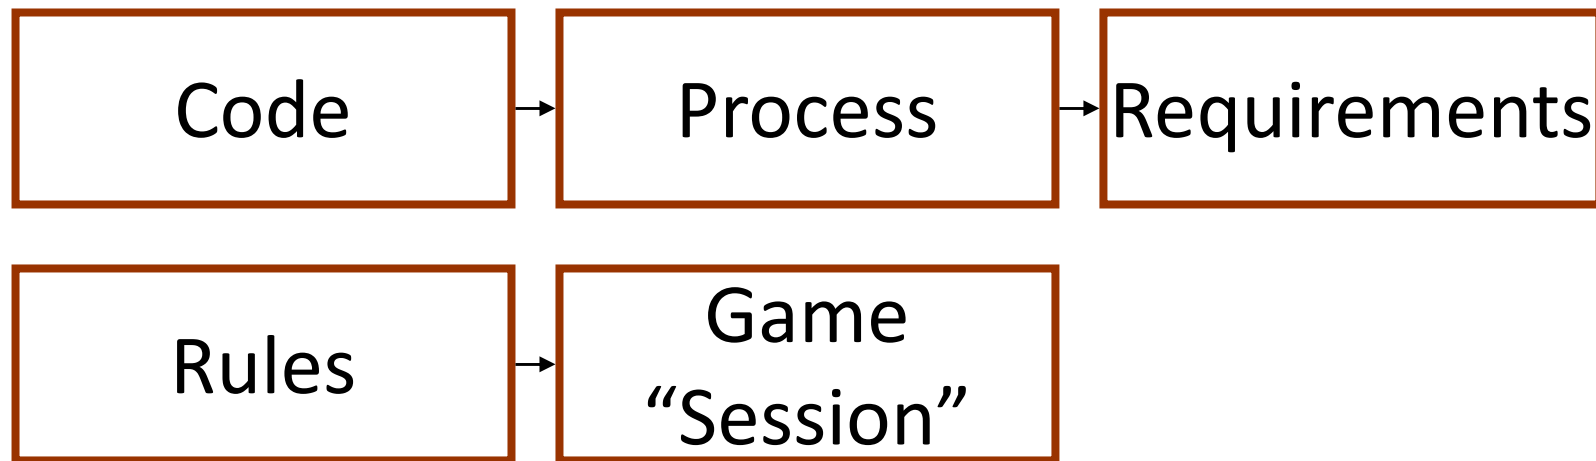 Code
Process
Requirements
Rules
Game
“Session”